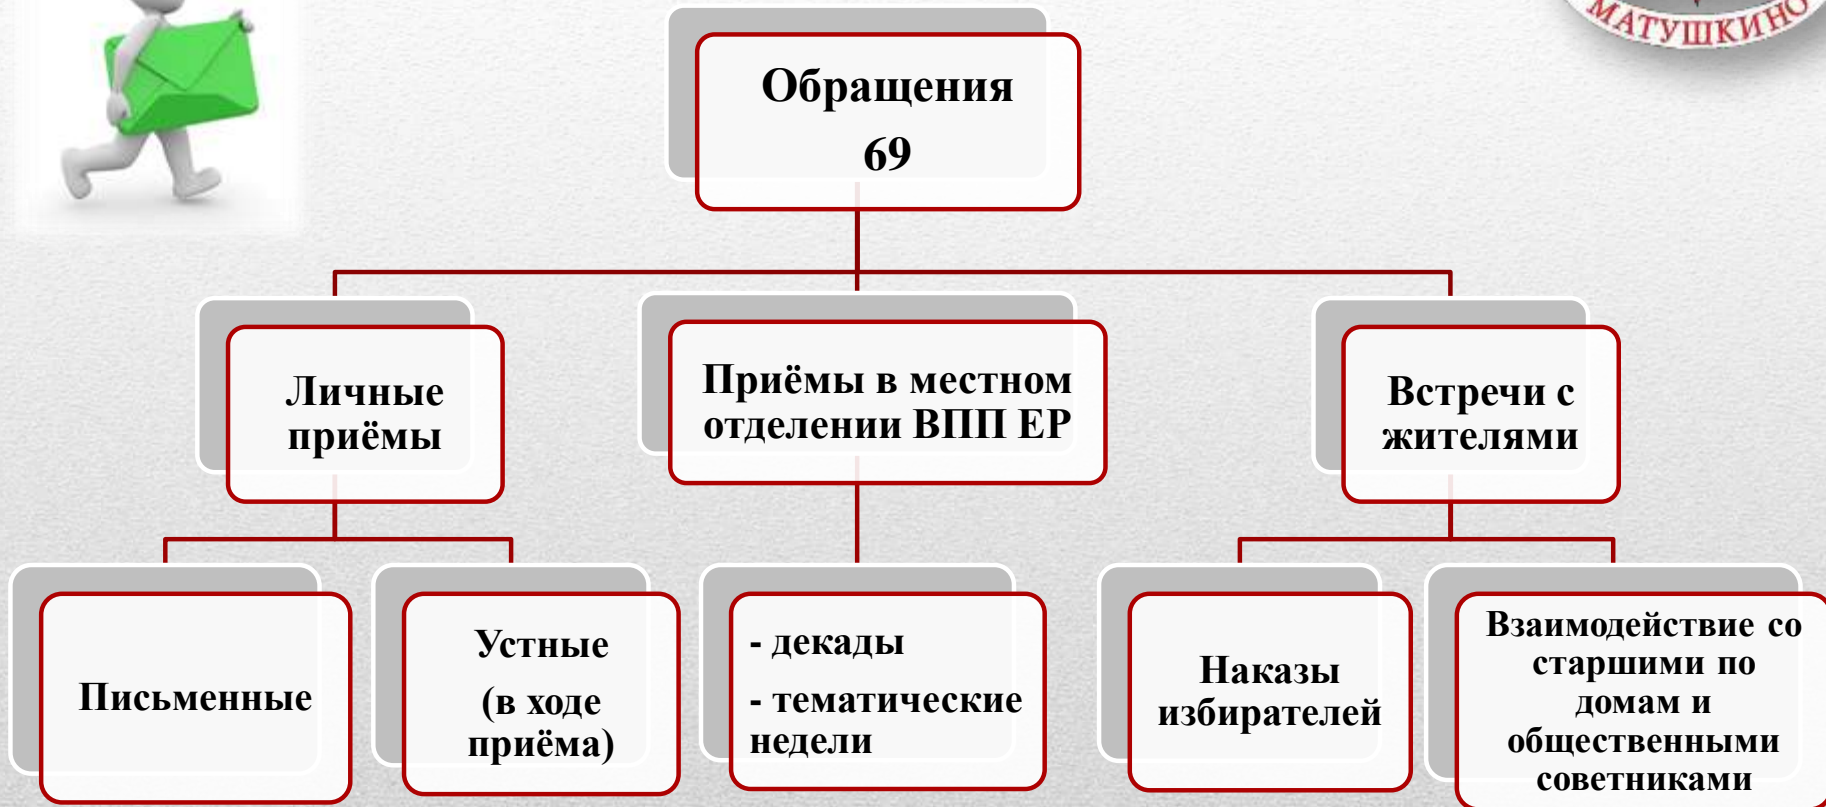 МАТУШКИНО
Обращения
69
Личные
приёмы
Приёмы в местном
отделении ВПП ЕР
Встречи с
жителями
Письменные
Устные
(в ходе
приёма)
- декады
- тематические
недели
Наказы
избирателей
Взаимодействие со
старшими по
домам и
общественными
советниками